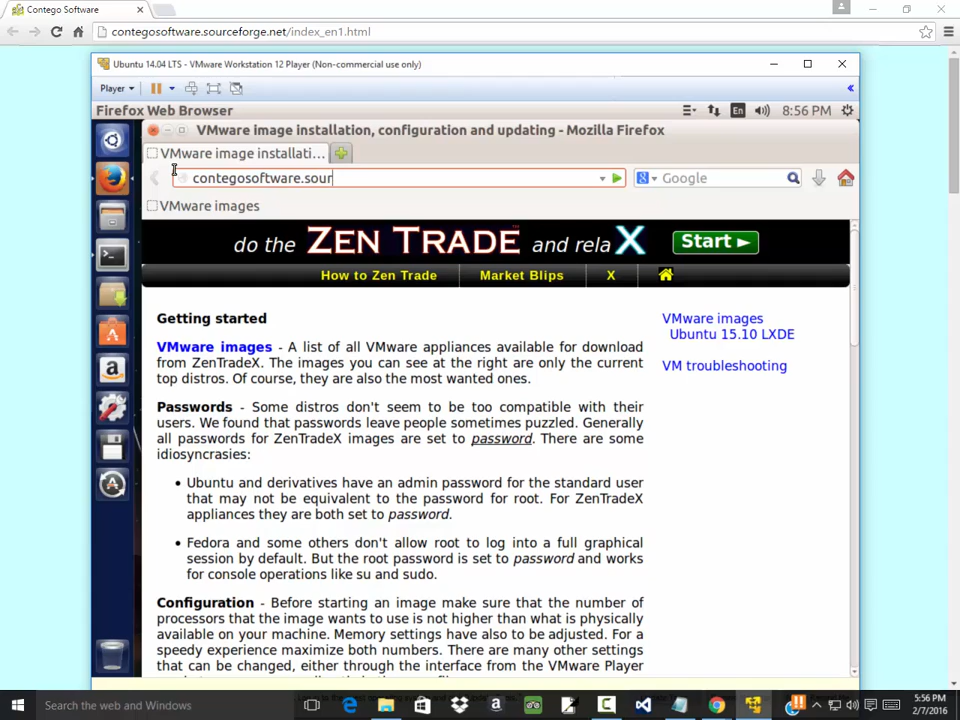 Contego Software
contegosoftware.sourceforge.net/index_en1.html
Ubuntu 14.04 LTS - VMware Workstation 12 Player (Non-commercial use only)
Player
Firefox Web Browser
En
8:56 PM
VMware image installation, configuration and updating - Mozilla Firefox
VMware image installati...
contegosoftware.sour
Google
VMware images
do the ZEN TRADE and rela X
Start
How to Zen Trade
Market Blips
X
Getting started
VMware images - A list of all VMware appliances available for download
from ZenTradeX. The images you can see at the right are only the current
top distros. Of course, they are also the most wanted ones.
Passwords - Some distros don't seem to be too compatible with their
users. We found that passwords leave people sometimes puzzled. Generally
all passwords for ZenTradeX images are set to password. There are some
idiosyncrasies:
• Ubuntu and derivatives have an admin password for the standard user
that may not be equivalent to the password for root. For ZenTradeX
appliances they are both set to password.
• Fedora and some others don't allow root to log into a full graphical
session by default. But the root password is set to password and works
for console operations like su and sudo.
Configuration - Before starting an image make sure that the number of
processors that the image wants to use is not higher than what is physically
available on your machine. Memory settings have also to be adjusted. For a
speedy experience maximize both numbers. There are many other settings
that can be changed, either through the interface from the VMware Player
VMware images
Ubuntu 15.10 LXDE
VM troubleshooting
Search the web and Windows
5:56 PM
2/7/2016